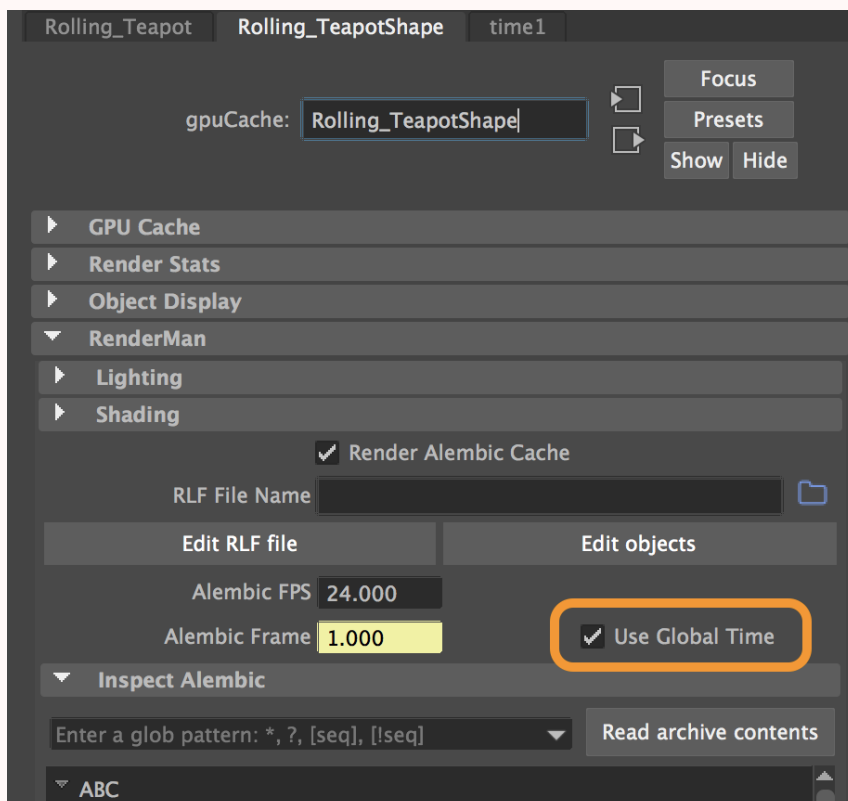 Rolling_Teapot Rolling_TeapotShape time1
Focus
gpuCache: Rolling_TeapotShape Presets
Show Hide
GPU Cache
Render Stats
Object Display
RenderMan
Lighting
Shading
Render Alembic Cache
RLF File Name
Edit RLF file Edit objects
Alembic FPS 24.000
Alembic Frame 1.000 Use Global Time
Inspect Alembic
Enter a glob pattern: *, ?, [seq], [!seq] Read archive contents
ABC